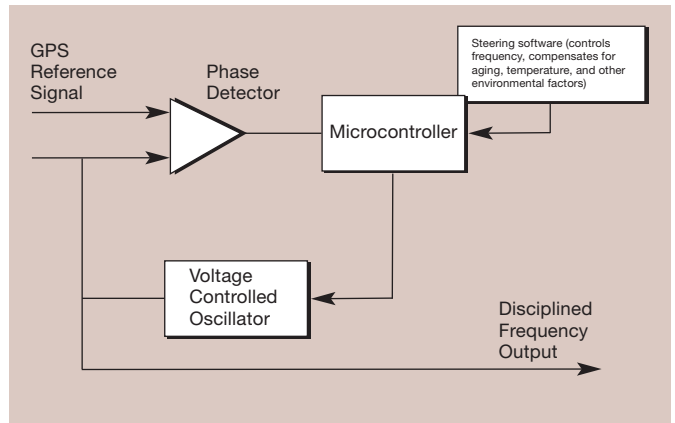 GPS
Reference
Signal
Phase
Detector
Steering software (controls
frequency, compensates for
aging, temperature, and other
environmental factors)
Microcontroller
Voltage
Controlled
Oscillator
Disciplined
Frequency
Output